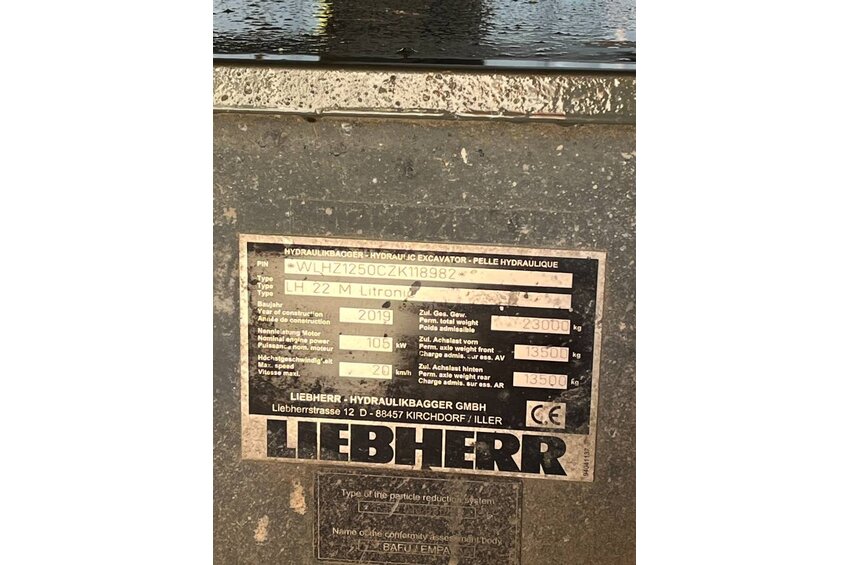 HYDRAULIKBAGGER - HYDRAULIC EXCAVATOR - PELLE HYDRAULIQUE
PIN *WLHZ1250CZK118982*
Type
Type LH 22 M Litronic
Type
Baujahr
Year of construction 2019
Année de construction
Nennleistung Motor
Nominal engine power 105 kW
Puissance nom. moteur
Höchstgeschwindigkeit
Max. speed 20 km/h
Vitesse maxi.
Zul. Ges. Gew.
Perm. total weight 23000 kg
Poids admissible
Zul. Achslast vorn
Perm. axle weight front 13500 kg
Charge admis. sur ess. AV
Zul. Achslast hinten
Perm. axle weight rear 13500 kg
Charge admis. sur ess. AR
LIEBHERR - HYDRAULIKBAGGER GMBH
Liebherrstrasse 12 D - 88457 KIRCHDORF / ILLER
CE
LIEBHERR
Type of the particle reduction system
Name of the conformity assessment body
BAFU / EMPA